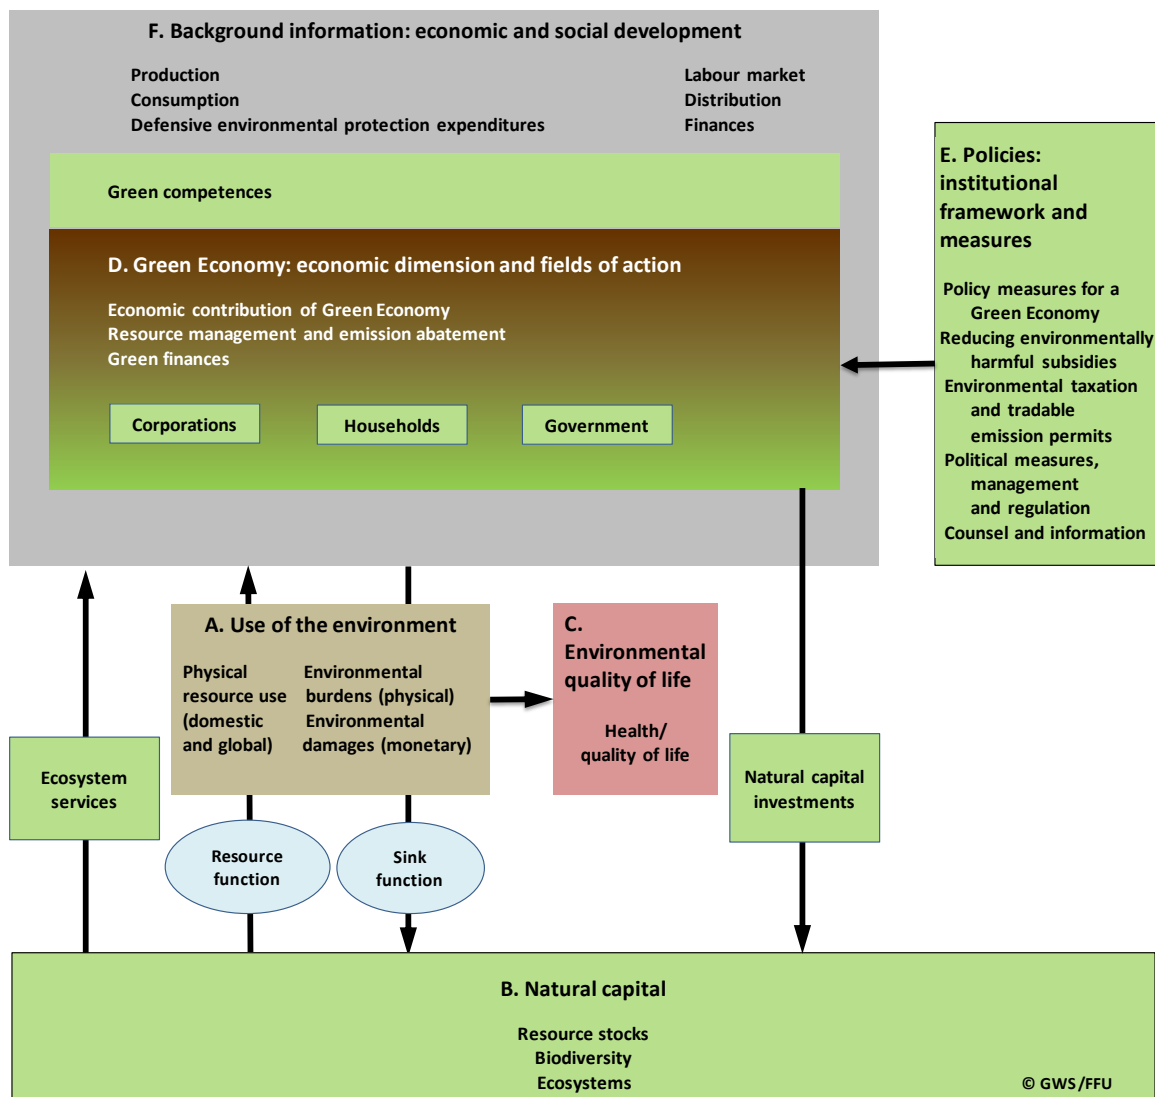 F. Background information: economic and social development
Production
Consumption
Defensive environmental protection expenditures
Labour market
Distribution
Finances
Green competences
D. Green Economy: economic dimension and fields of action
Economic contribution of Green Economy
Resource management and emission abatement
Green finances
Corporations
Households
Government
E. Policies:
institutional
framework and
measures
Policy measures for a
Green Economy
Reducing environmentally
harmful subsidies
Environmental taxation
and tradable
emission permits
Political measures,
management
and regulation
Counsel and information
A. Use of the environment
Physical
resource use
(domestic
and global)
Environmental
burdens (physical)
Environmental
damages (monetary)
C.
Environmental
quality of life
Health/
quality of life
Ecosystem
services
Natural capital
investments
Resource
function
Sink
function
B. Natural capital
Resource stocks
Biodiversity
Ecosystems
© GWS/FFU